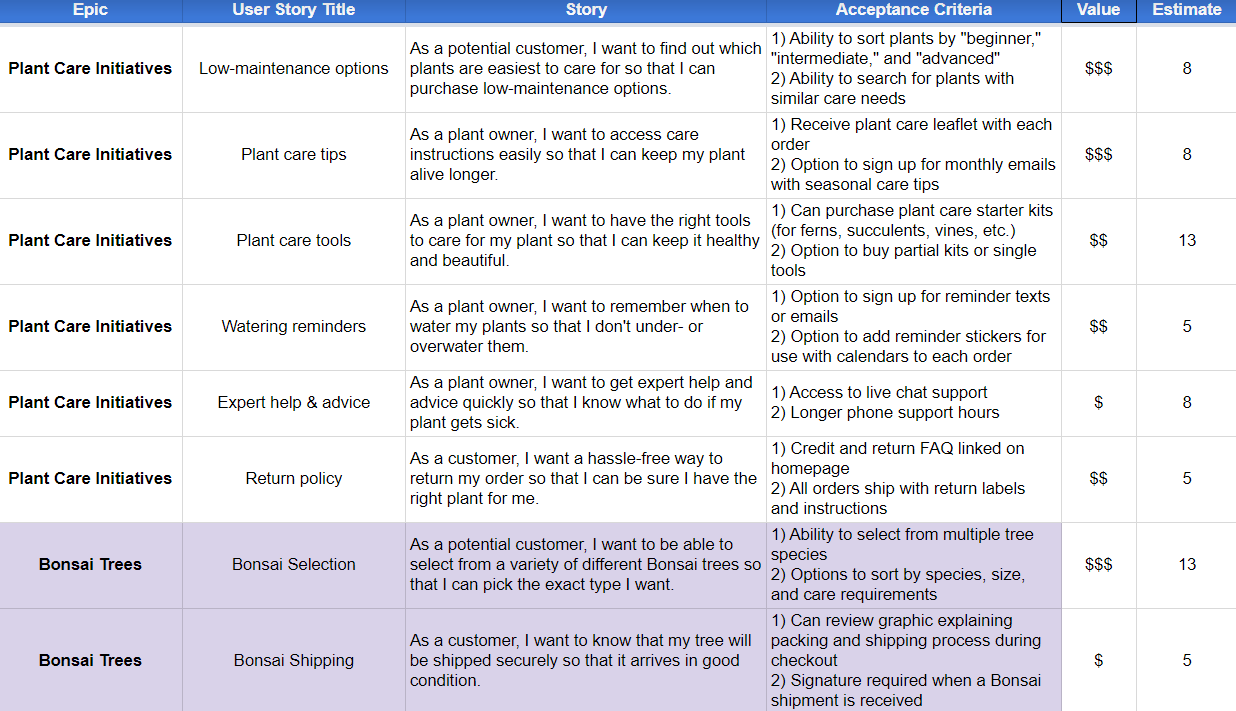 Epic User Story Title Story Acceptance Criteria Value Estimate
Plant Care Initiatives
Low-maintenance options
As a potential customer, I want to find out which
plants are easiest to care for so that I can
purchase low-maintenance options.
1) Ability to sort plants by "beginner,"
"intermediate," and "advanced"
2) Ability to search for plants with
similar care needs
$$$
8
Plant Care Initiatives
Plant care tips
As a plant owner, I want to access care
instructions easily so that I can keep my plant
alive longer.
1) Receive plant care leaflet with each
order
2) Option to sign up for monthly emails
with seasonal care tips
$$$
8
Plant Care Initiatives
Plant care tools
As a plant owner, I want to have the right tools
to care for my plant so that I can keep it healthy
and beautiful.
1) Can purchase plant care starter kits
(for ferns, succulents, vines, etc.)
2) Option to buy partial kits or single
tools
$$
13
Plant Care Initiatives
Watering reminders
As a plant owner, I want to remember when to
water my plants so that I don't under- or
overwater them.
1) Option to sign up for reminder texts
or emails
2) Option to add reminder stickers for
use with calendars to each order
$$
5
Plant Care Initiatives
Expert help & advice
As a plant owner, I want to get expert help and
advice quickly so that I know what to do if my
plant gets sick.
1) Access to live chat support
2) Longer phone support hours
$
8
Plant Care Initiatives
Return policy
As a customer, I want a hassle-free way to
return my order so that I can be sure I have the
right plant for me.
1) Credit and return FAQ linked on
homepage
2) All orders ship with return labels
and instructions
$$
5
Bonsai Trees
Bonsai Selection
As a potential customer, I want to be able to
select from a variety of different Bonsai trees so
that I can pick the exact type I want.
1) Ability to select from multiple tree
species
2) Options to sort by species, size,
and care requirements
$$$
13
Bonsai Trees
Bonsai Shipping
As a customer, I want to know that my tree will
be shipped securely so that it arrives in good
condition.
1) Can review graphic explaining
packing and shipping process during
checkout
2) Signature required when a Bonsai
shipment is received
$
5